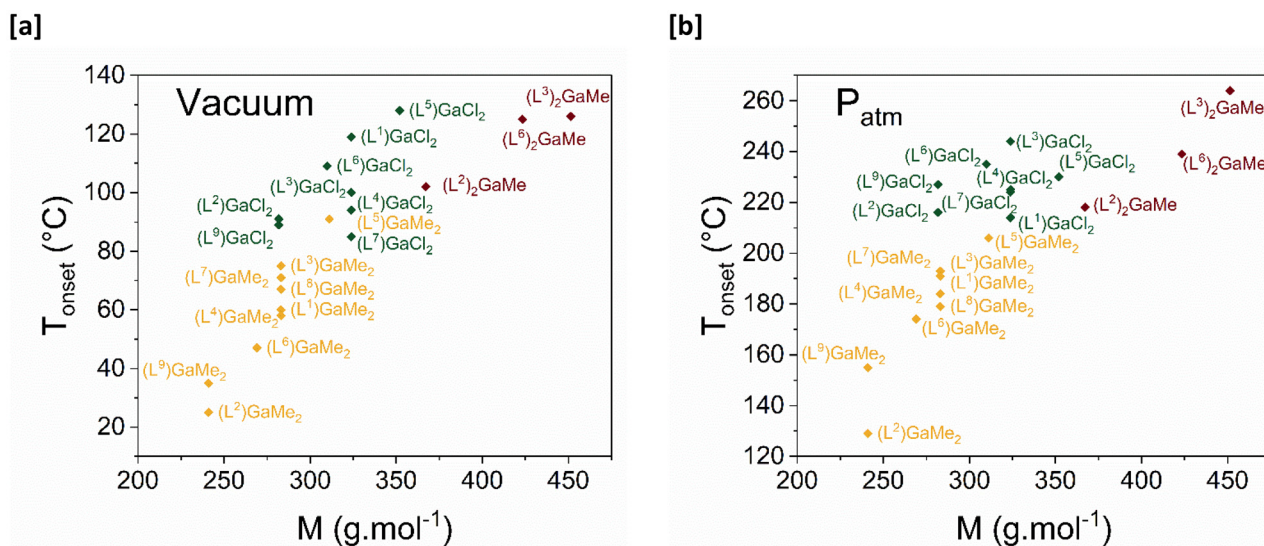 [a]
[b]
Vacuum
T_onset (°C)
140
120
100
80
60
40
20
200 250 300 350 400 450
M (g.mol⁻¹)
(L³)₂GaMe
(L⁵)GaCl₂
(L⁶)₂GaMe
(L¹)GaCl₂
(L⁶)GaCl₂
(L³)GaCl₂
(L²)₂GaMe
(L²)GaCl₂
(L⁴)GaCl₂
(L⁵)GaMe₂
(L⁹)GaCl₂
(L⁷)GaCl₂
(L³)GaMe₂
(L⁷)GaMe₂
(L⁸)GaMe₂
(L¹)GaMe₂
(L⁴)GaMe₂
(L⁶)GaMe₂
(L⁹)GaMe₂
(L²)GaMe₂
P_atm
T_onset (°C)
260
240
220
200
180
160
140
120
200 250 300 350 400 450
M (g.mol⁻¹)
(L³)₂GaMe
(L³)GaCl₂
(L⁶)GaCl₂
(L⁵)GaCl₂
(L⁶)₂GaMe
(L⁹)GaCl₂
(L⁴)GaCl₂
(L²)GaCl₂
(L⁷)GaCl₂
(L²)₂GaMe
(L¹)GaCl₂
(L⁵)GaMe₂
(L⁷)GaMe₂
(L³)GaMe₂
(L¹)GaMe₂
(L⁴)GaMe₂
(L⁸)GaMe₂
(L⁶)GaMe₂
(L⁹)GaMe₂
(L²)GaMe₂